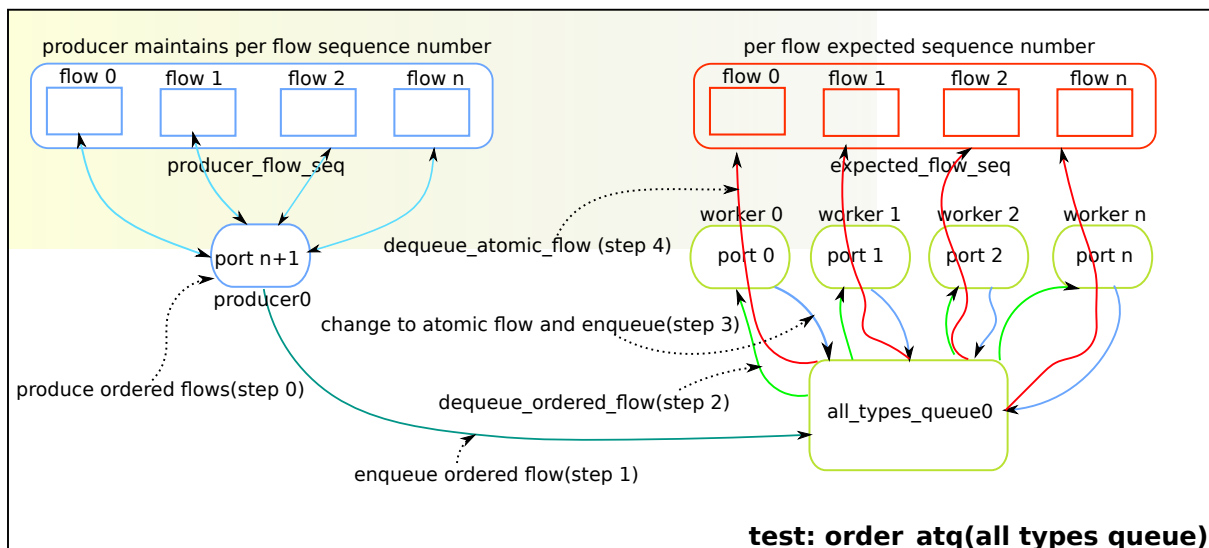 producer maintains per flow sequence number
flow 0
flow 1
flow 2
flow n
producer_flow_seq
per flow expected sequence number
flow 0
flow 1
flow 2
flow n
expected_flow_seq
worker 0
worker 1
worker 2
worker n
port 0
port 1
port 2
port n
dequeue_atomic_flow (step 4)
port n+1
producer0
change to atomic flow and enqueue(step 3)
produce ordered flows(step 0)
dequeue_ordered_flow(step 2)
all_types_queue0
enqueue ordered flow(step 1)
test: order_atq(all types queue)